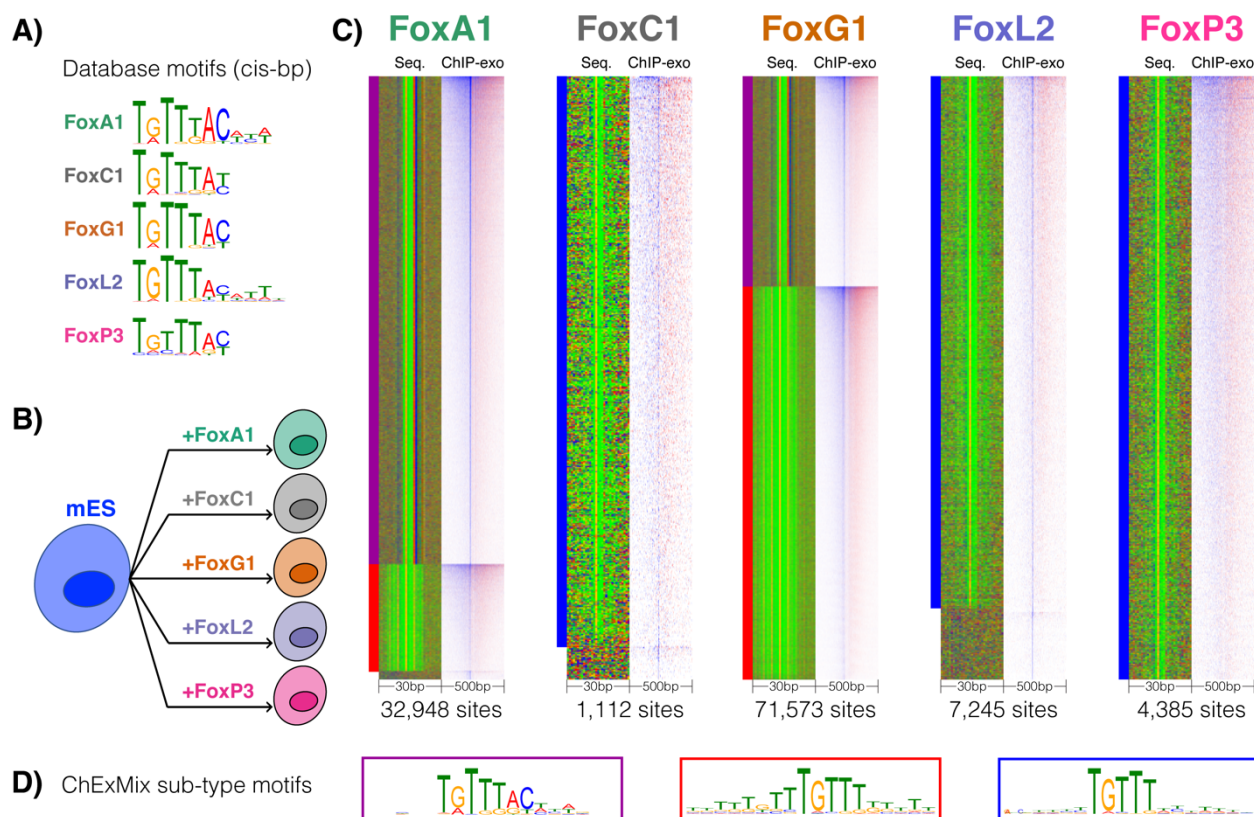 A)
Database motifs (cis-bp)
FoxA1
FoxC1
FoxG1
FoxL2
FoxP3
B)
mES
+FoxA1
+FoxC1
+FoxG1
+FoxL2
+FoxP3
C)
FoxA1 FoxC1 FoxG1 FoxL2 FoxP3
Seq. ChIP-exo Seq. ChIP-exo Seq. ChIP-exo Seq. ChIP-exo Seq. ChIP-exo
30bp 500bp 30bp 500bp 30bp 500bp 30bp 500bp 30bp 500bp
32,948 sites 1,112 sites 71,573 sites 7,245 sites 4,385 sites
D) ChExMix sub-type motifs
TGTTTAC TGTTT TGTTT